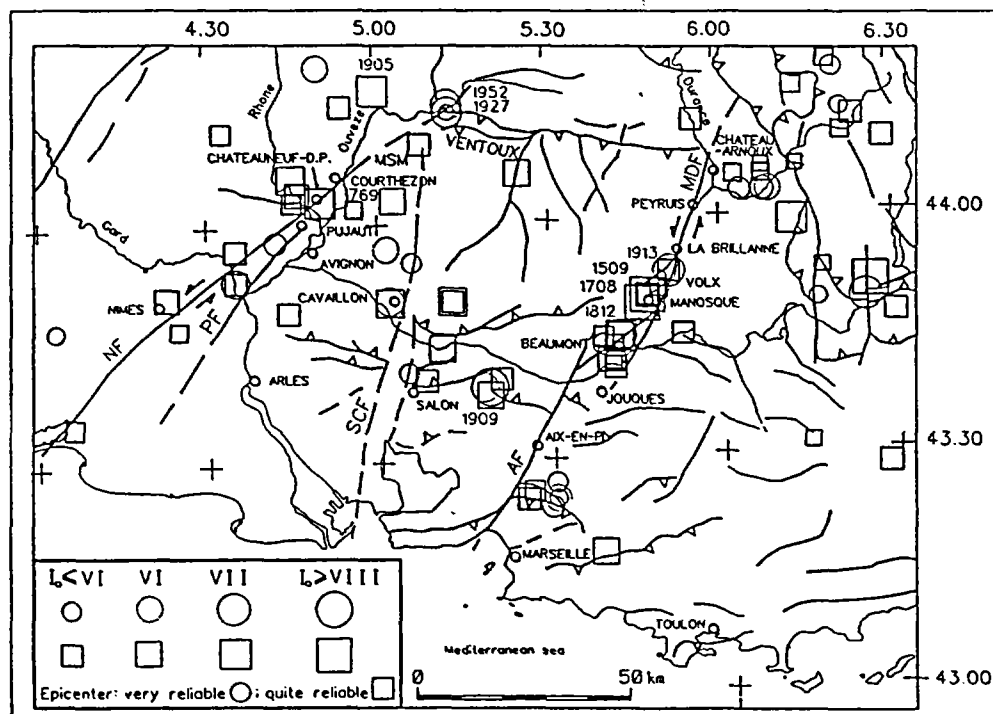 4.30 5.00 5.30 6.00 6.30
1905
1952
1927
Rhone
Ouveze
Durance
VENTOUX
CHATEAU
-ARNOUX
CHATEAUNEUF-D.P.
MSM
COURTHEZON
769
MDF
PEYRUIS
44.00
Gard
PUJAUT
AVIGNON
LA BRILLANNE
1913
1509
VOLX
1708
MANOSQUE
CAVAILLON
1812
NIMES
BEAUMONT
PF
NF
ARLES
SALON
JOUQUES
SCF
1909
AIX-EN-P.
43.30
AF
MARSEILLE
I₀<VI VI VII I₀>VIII
TOULON
Mediterranean sea
Epicenter: very reliable ; quite reliable
0 50 km
43.00